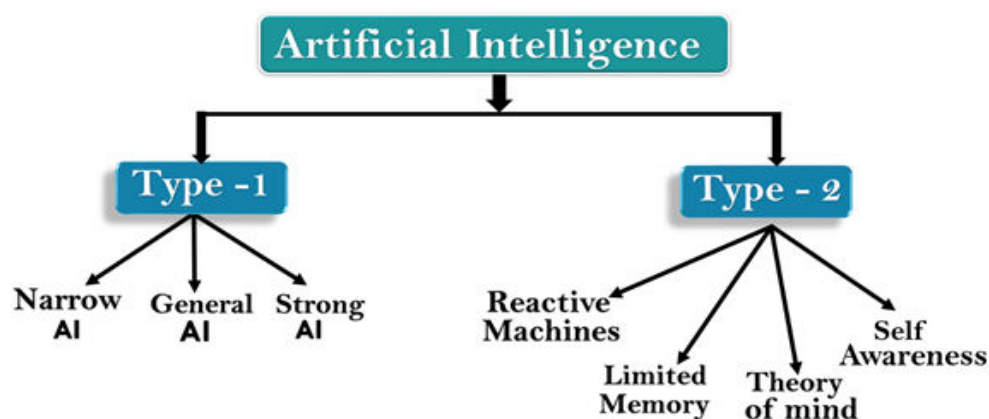 Artificial Intelligence
Type -1
Type - 2
Narrow
AI
General
AI
Strong
AI
Reactive
Machines
Limited
Memory
Theory
of mind
Self
Awareness